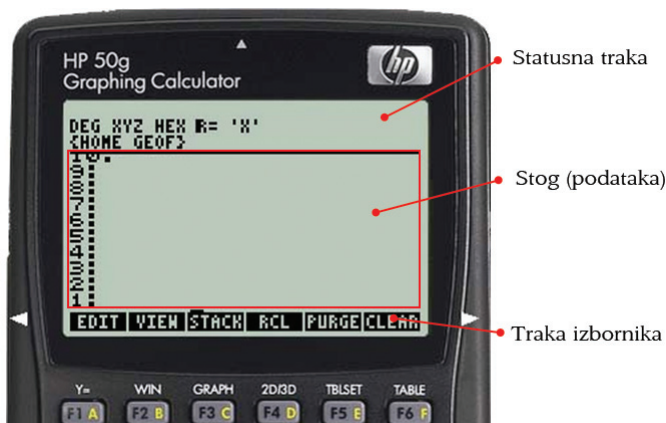 HP 50g
Graphing Calculator
hp
Statusna traka
DEG XYZ HEX R= 'X'
{HOME GEOF}
10:
9:
8:
7:
6:
5:
4:
3:
2:
1:
Stog (podataka)
EDIT VIEW STACK RCL PURGE CLEAR
Traka izbornika
Y= WIN GRAPH 2D/3D TBLSET TABLE
F1 A F2 B F3 C F4 D F5 E F6 F